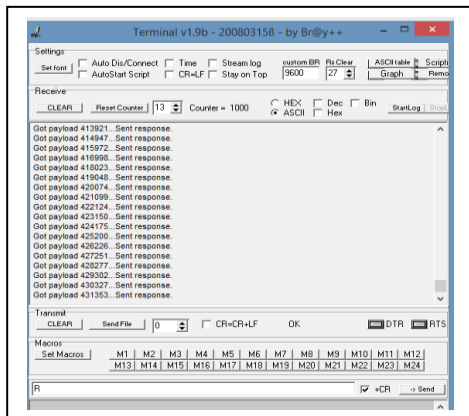 Terminal v1.9b - 200803158 - by Br@y++
Settings
Set font Auto Dis/Connect Time Stream log custom BR Rx Clear ASCII table Scripti
AutoStart Script CR=LF Stay on Top 9600 27 Graph Remo
Receive
CLEAR Reset Counter 13 Counter = 1000 HEX Dec Bin StartLog StopL
ASCII Hex
Got payload 413921...Sent response.
Got payload 414947...Sent response.
Got payload 415972...Sent response.
Got payload 416998...Sent response.
Got payload 418023...Sent response.
Got payload 419048...Sent response.
Got payload 420074...Sent response.
Got payload 421099...Sent response.
Got payload 422124...Sent response.
Got payload 423150...Sent response.
Got payload 424175...Sent response.
Got payload 425200...Sent response.
Got payload 426226...Sent response.
Got payload 427251...Sent response.
Got payload 428277...Sent response.
Got payload 429302...Sent response.
Got payload 430327...Sent response.
Got payload 431353...Sent response.
Transmit
CLEAR Send File 0 CR=CR+LF OK DTR RTS
Macros
Set Macros M1 M2 M3 M4 M5 M6 M7 M8 M9 M10 M11 M12
M13 M14 M15 M16 M17 M18 M19 M20 M21 M22 M23 M24
R +CR -> Send